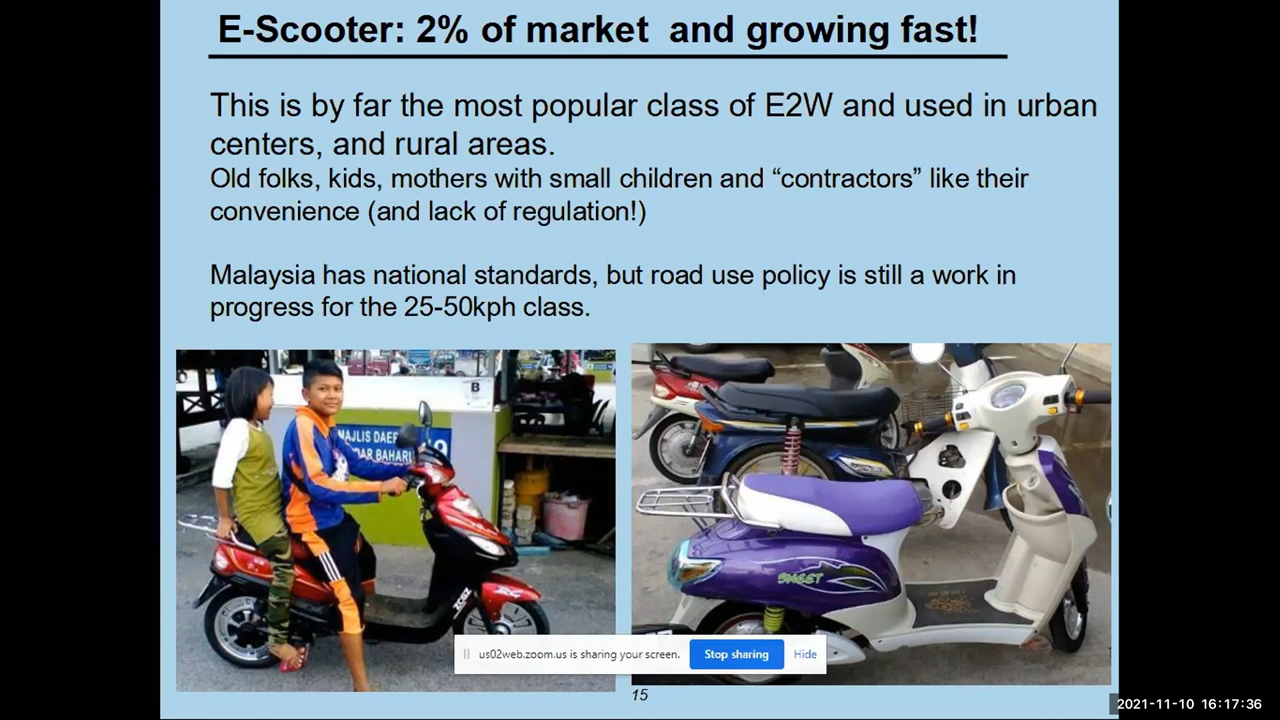 E-Scooter: 2% of market and growing fast!
This is by far the most popular class of E2W and used in urban
centers, and rural areas.
Old folks, kids, mothers with small children and “contractors” like their
convenience (and lack of regulation!)
Malaysia has national standards, but road use policy is still a work in
progress for the 25-50kph class.
B
MAJLIS DAER
DAR BAHARU
SWEET
us02web.zoom.us is sharing your screen.
Stop sharing
Hide
15
2021-11-10 16:17:36